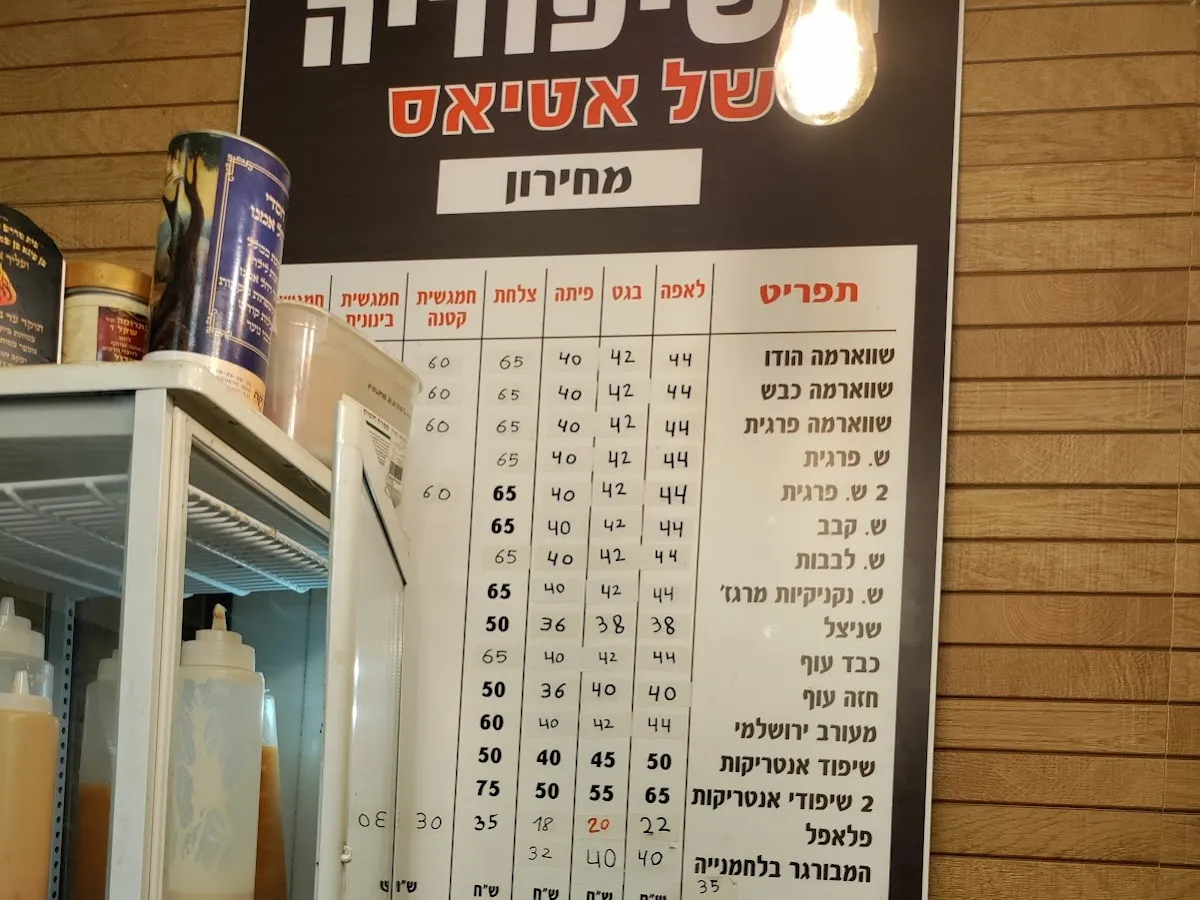 השיפודיה
של אטיאס
מחירון
תפריט לאפה בגט פיתה צלחת חמגשית קטנה חמגשית בינונית
שווארמה הודו 44 42 40 65 60
שווארמה כבש 44 42 40 65 60
שווארמה פרגית 44 42 40 65 60
ש. פרגית 44 42 40 65
2 ש. פרגית 44 42 40 65 60
ש. קבב 44 42 40 65
ש. לבבות 44 42 40 65
ש. נקניקיות מרגז' 44 42 40 65
שניצל 38 38 36 50
כבד עוף 44 42 40 65
חזה עוף 40 40 36 50
מעורב ירושלמי 44 42 40 60
שיפוד אנטריקות 50 45 40 50
2 שיפודי אנטריקות 65 55 50 75
פלאפל 22 20 18 35 30 30
המבורגר בלחמנייה 40 40 32
35
ש״ח ש״ח ש״ח ש״ח